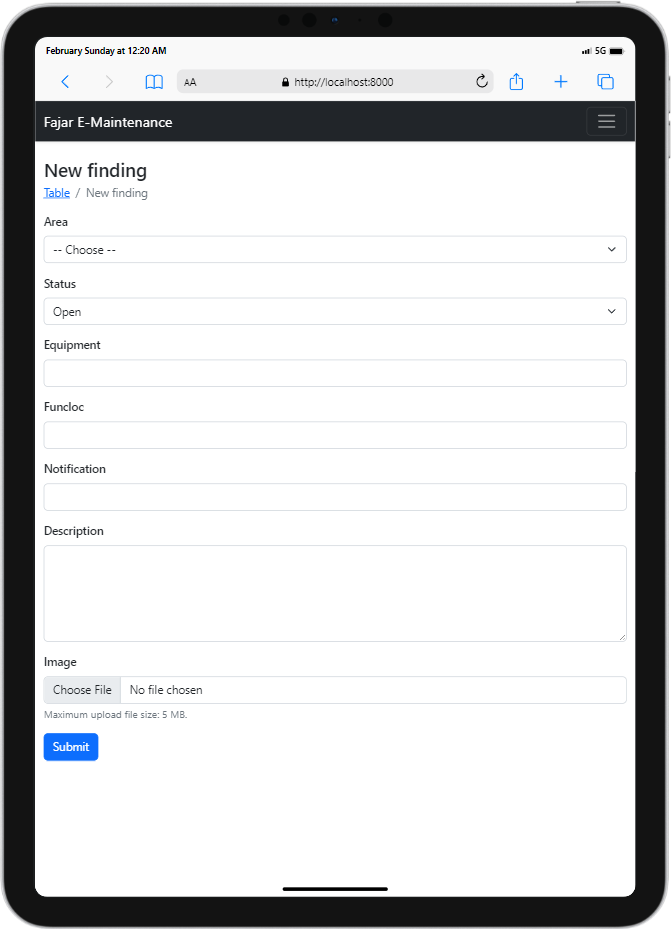 February Sunday at 12:20 AM
5G
AA
http://localhost:8000
Fajar E-Maintenance
New finding
Table / New finding
Area
-- Choose --
Status
Open
Equipment
Funcloc
Notification
Description
Image
Choose File No file chosen
Maximum upload file size: 5 MB.
Submit